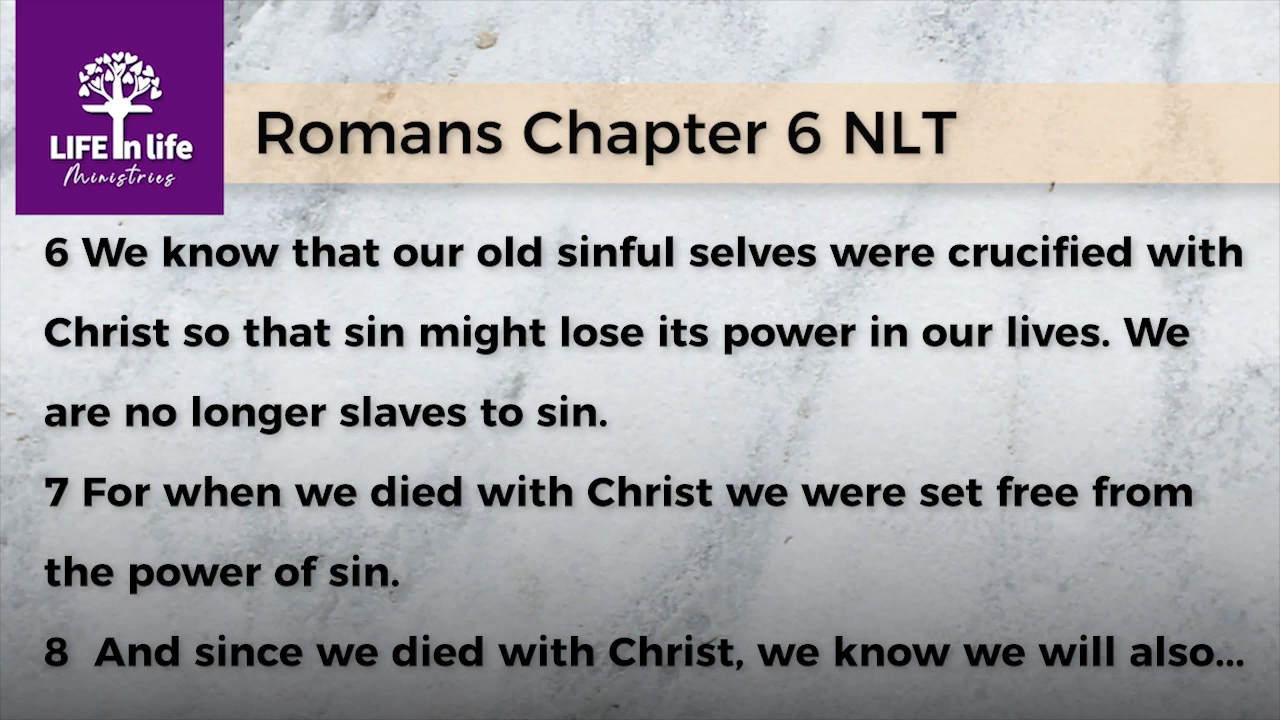 LIFE in life
Ministries
Romans Chapter 6 NLT
6 We know that our old sinful selves were crucified with
Christ so that sin might lose its power in our lives. We
are no longer slaves to sin.
7 For when we died with Christ we were set free from
the power of sin.
8 And since we died with Christ, we know we will also...